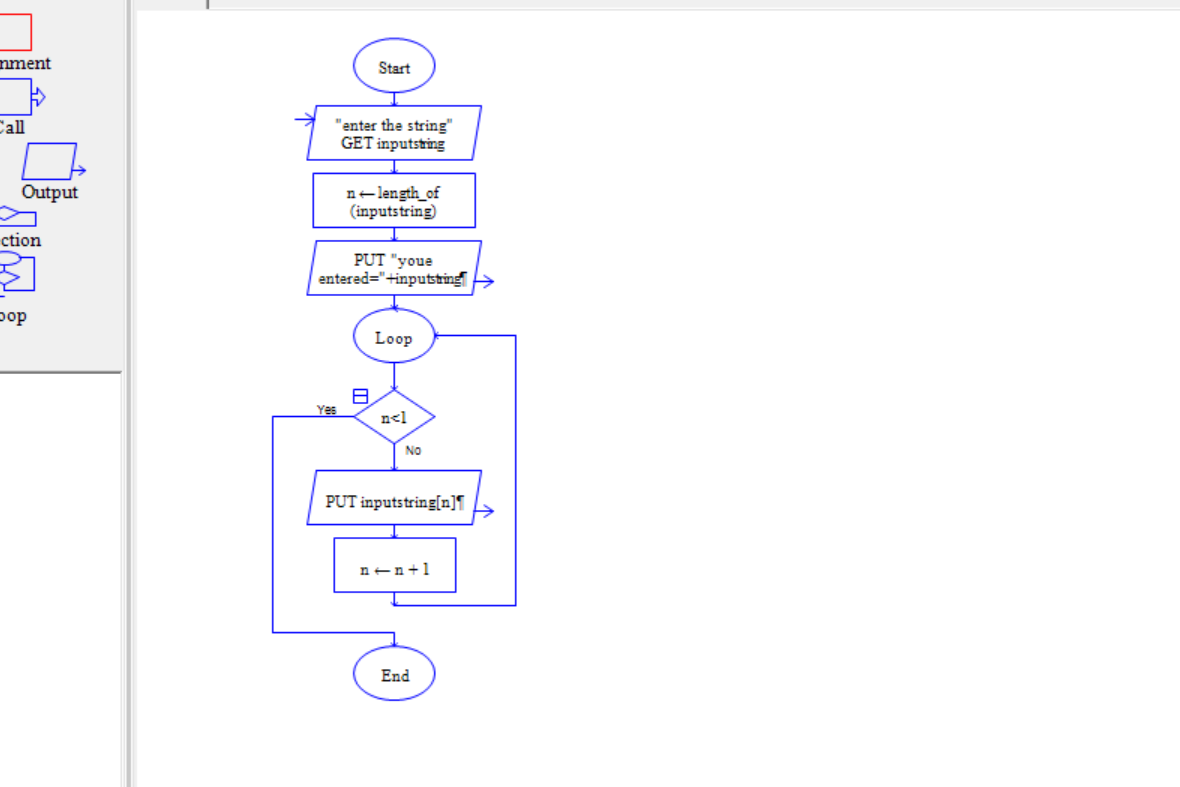 nment
Call
Output
ction
oop
Start
"enter the string"
GET inputstring
n ← length_of
(inputstring)
PUT "youe
entered="+inputstring¶
Loop
Yes
n<1
No
PUT inputstring[n]¶
n ← n + 1
End